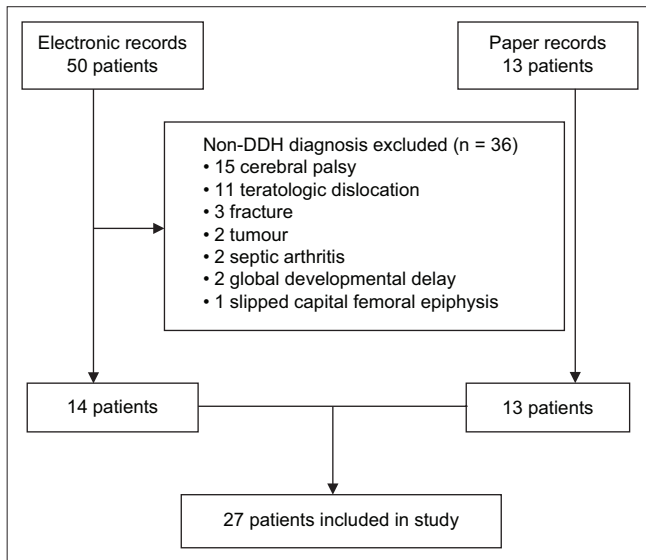 Electronic records
50 patients
Paper records
13 patients
Non-DDH diagnosis excluded (n = 36)
• 15 cerebral palsy
• 11 teratologic dislocation
• 3 fracture
• 2 tumour
• 2 septic arthritis
• 2 global developmental delay
• 1 slipped capital femoral epiphysis
14 patients
13 patients
27 patients included in study